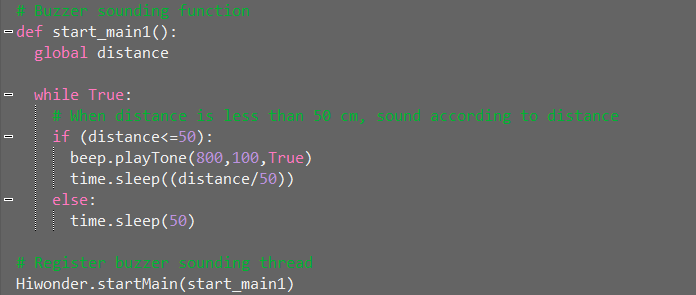 # Buzzer sounding function
def start_main1():
  global distance
  while True:
    # When distance is less than 50 cm, sound according to distance
    if (distance<=50):
      beep.playTone(800,100,True)
      time.sleep((distance/50))
    else:
      time.sleep(50)
# Register buzzer sounding thread
Hiwonder.startMain(start_main1)